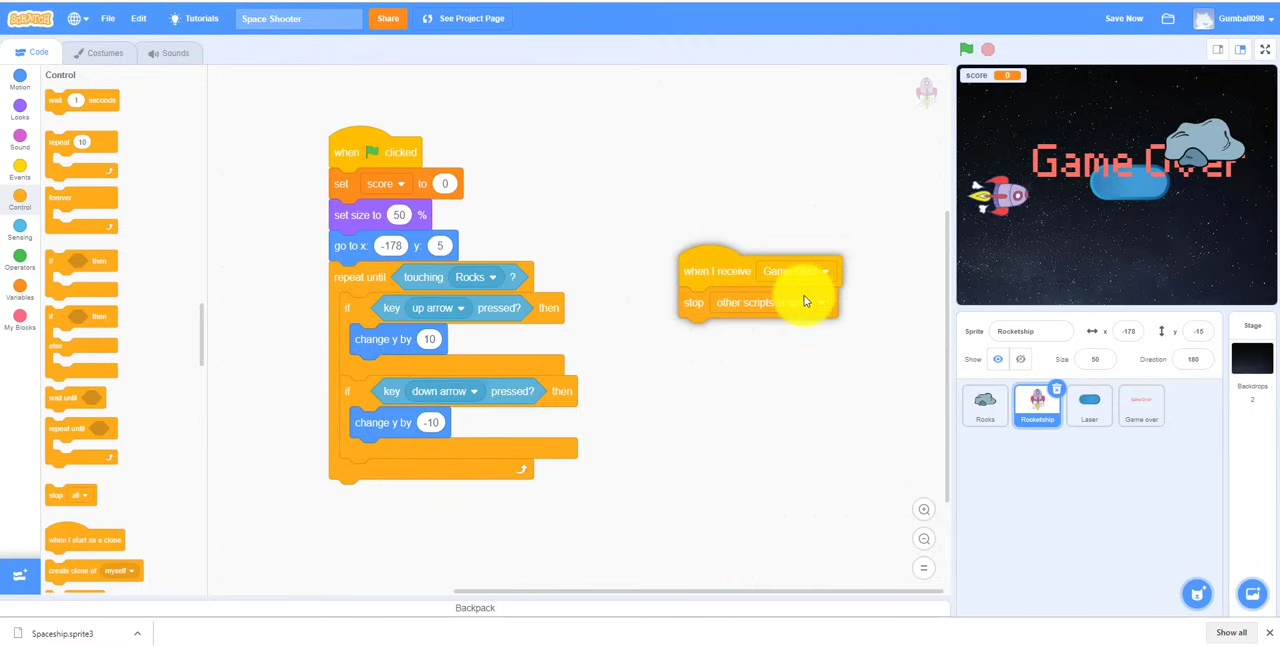 SCRATCH
File
Edit
Tutorials
Space Shooter
Share
See Project Page
Save Now
Gumball098
Code
Costumes
Sounds
Motion
Looks
Sound
Events
Control
Sensing
Operators
Variables
My Blocks
Control
wait 1 seconds
repeat 10
forever
if then
if then
else
wait until
repeat until
stop all
when I start as a clone
create clone of myself
when clicked
set score to 0
set size to 50 %
go to x: -178 y: 5
repeat until touching Rocks ?
if key up arrow pressed? then
change y by 10
if key down arrow pressed? then
change y by -10
when I receive Game Over
stop other scripts in
score 0
Game Over
Sprite Rocketship x -178 y -15
Show Size 50 Direction 180
Stage
Backdrops
2
Rocks
Rocketship
Laser
Game Over
Game over
Backpack
Spaceship.sprite3
Show all